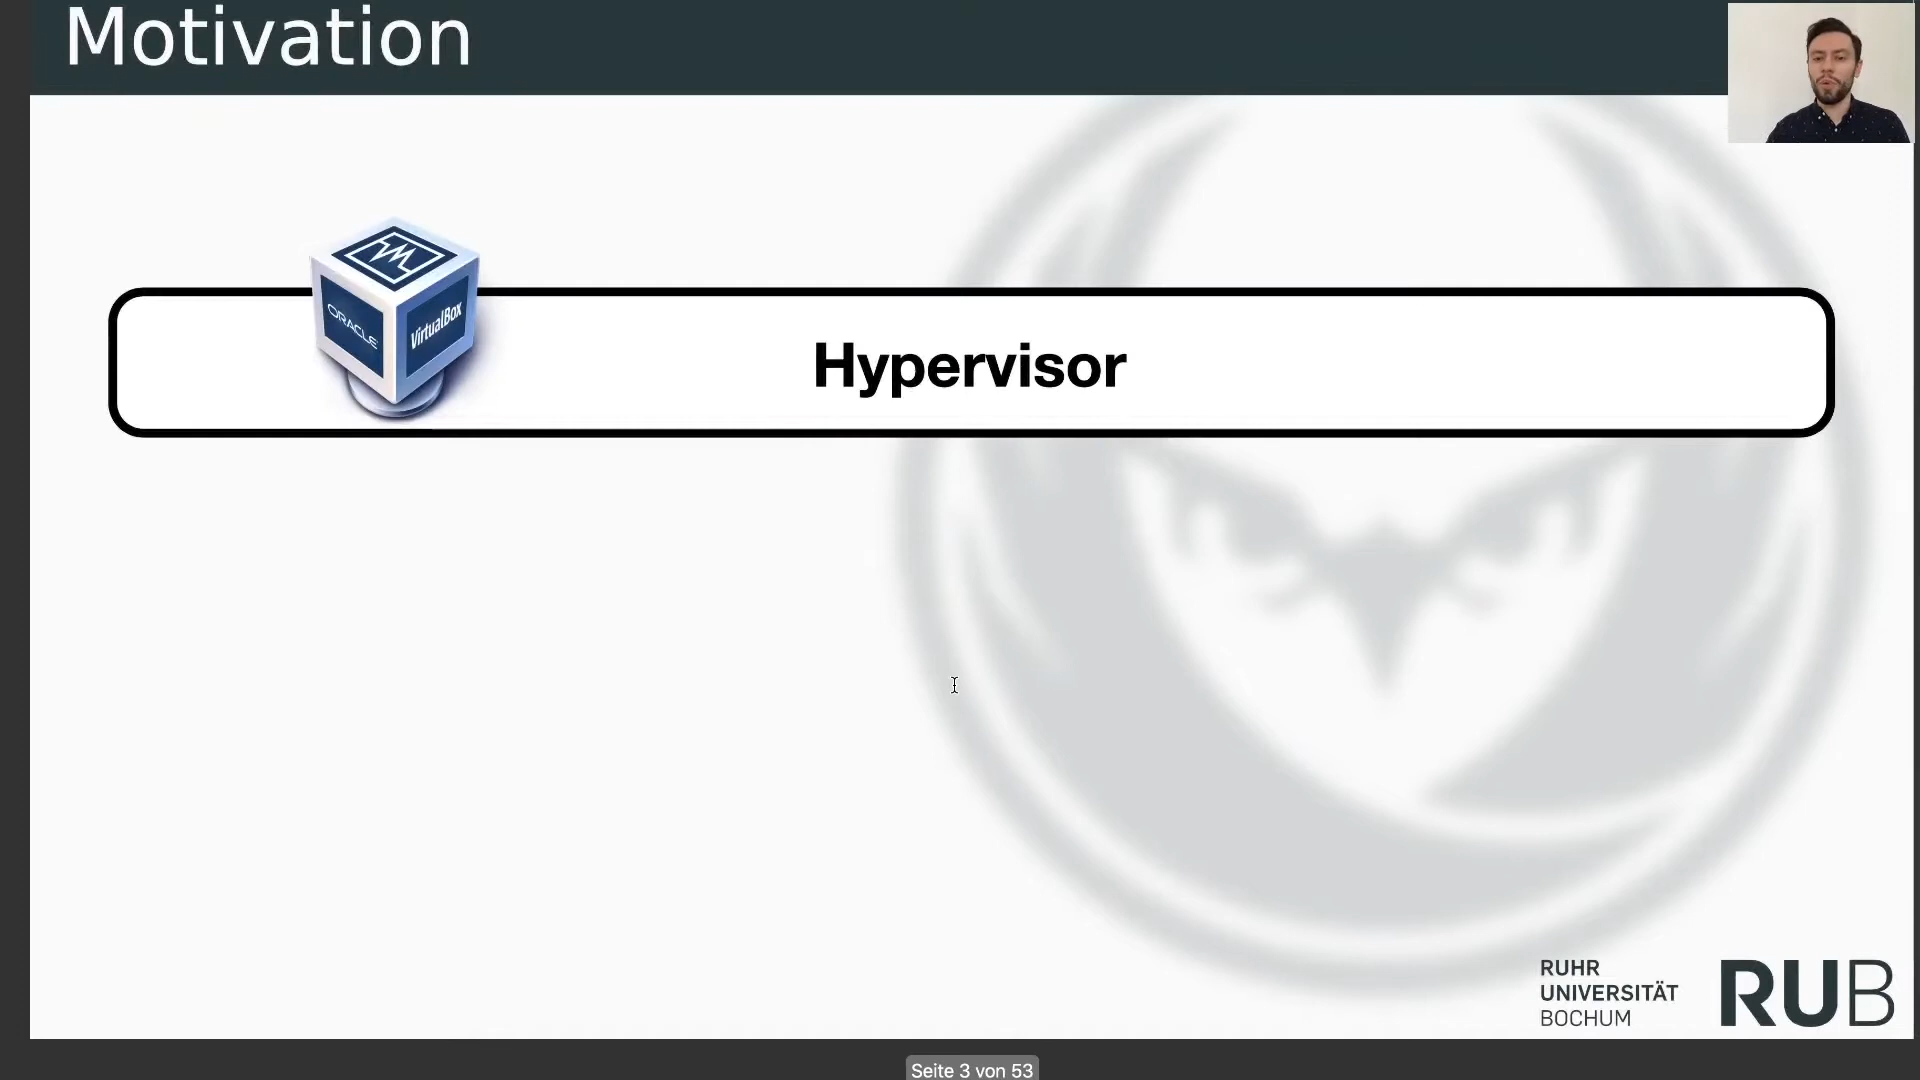 Motivation
ORACLE
VirtualBox
Hypervisor
RUHR
UNIVERSITÄT
BOCHUM
RUB
Seite 3 von 53